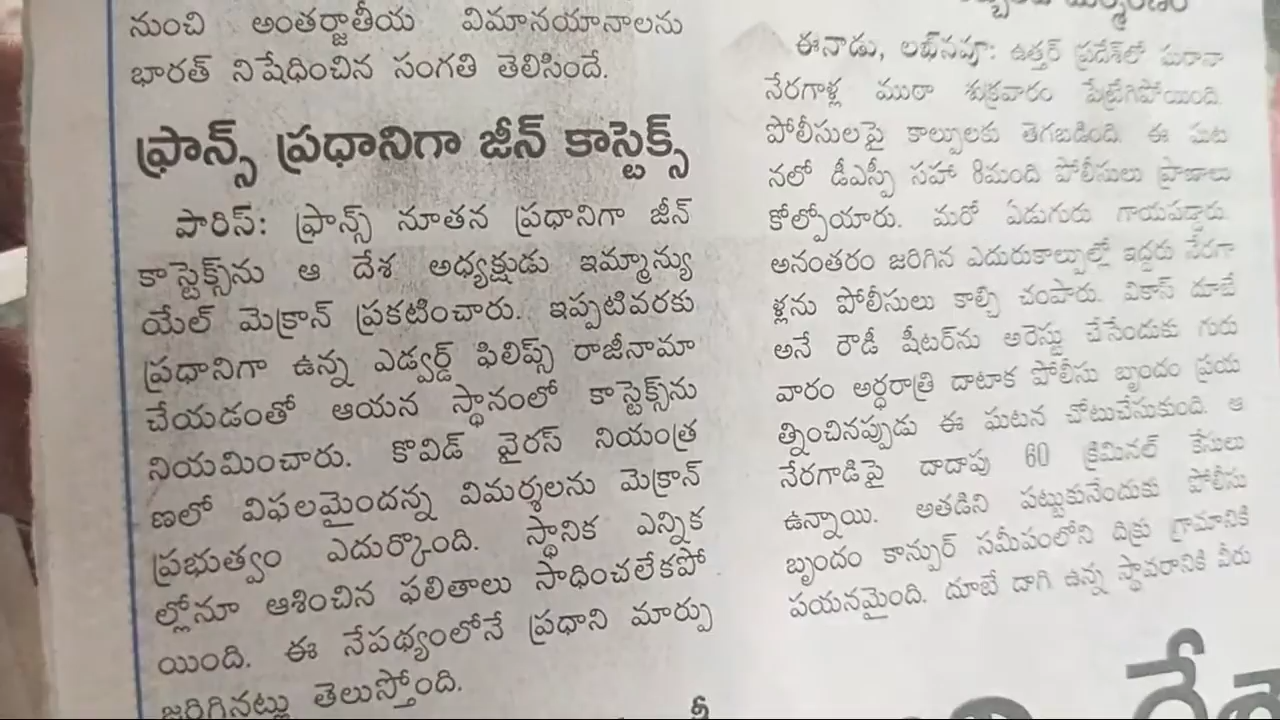 నుంచి అంతర్జాతీయ విమానయానాలను
భారత్ నిషేధించిన సంగతి తెలిసిందే.
ఫ్రాన్స్ ప్రధానిగా జీన్ కాస్టెక్స్
పారిస్: ఫ్రాన్స్ నూతన ప్రధానిగా జీన్
కాస్టెక్స్‌ను ఆ దేశ అధ్యక్షుడు ఇమ్మాన్యు
యేల్ మెక్రాన్ ప్రకటించారు. ఇప్పటివరకు
ప్రధానిగా ఉన్న ఎడ్వర్డ్ ఫిలిప్స్ రాజీనామా
చేయడంతో ఆయన స్థానంలో కాస్టెక్స్‌ను
నియమించారు. కొవిడ్ వైరస్ నియంత్ర
ణలో విఫలమైందన్న విమర్శలను మెక్రాన్
ప్రభుత్వం ఎదుర్కొంది. స్థానిక ఎన్నిక
ల్లోనూ ఆశించిన ఫలితాలు సాధించలేకపో
యింది. ఈ నేపథ్యంలోనే ప్రధాని మార్పు
జరిగినట్లు తెలుస్తోంది.
ఈనాడు, లఖ్‌నవూ: ఉత్తర్ ప్రదేశ్‌లో పురానా
నేరగాళ్ల ముఠా శుక్రవారం పేట్రేగిపోయింది.
పోలీసులపై కాల్పులకు తెగబడింది. ఈ ఘట
నలో డీఎస్పీ సహా 8మంది పోలీసులు ప్రాణాలు
కోల్పోయారు. మరో ఏడుగురు గాయపడ్డారు.
అనంతరం జరిగిన ఎదురుకాల్పుల్లో ఇద్దరు నేరగా
ళ్లను పోలీసులు కాల్చి చంపారు. వికాస్ దూబే
అనే రౌడీ షీటర్‌ను అరెస్టు చేసేందుకు గురు
వారం అర్ధరాత్రి దాటాక పోలీసు బృందం ప్రయ
త్నించినప్పుడు ఈ ఘటన చోటుచేసుకుంది. ఆ
నేరగాడిపై దాదాపు 60 క్రిమినల్ కేసులు
ఉన్నాయి. అతడిని పట్టుకునేందుకు పోలీసు
బృందం కాన్పుర్ సమీపంలోని దిక్రు గ్రామానికి
పయనమైంది. దూబే దాగి ఉన్న స్థావరానికి వీరు